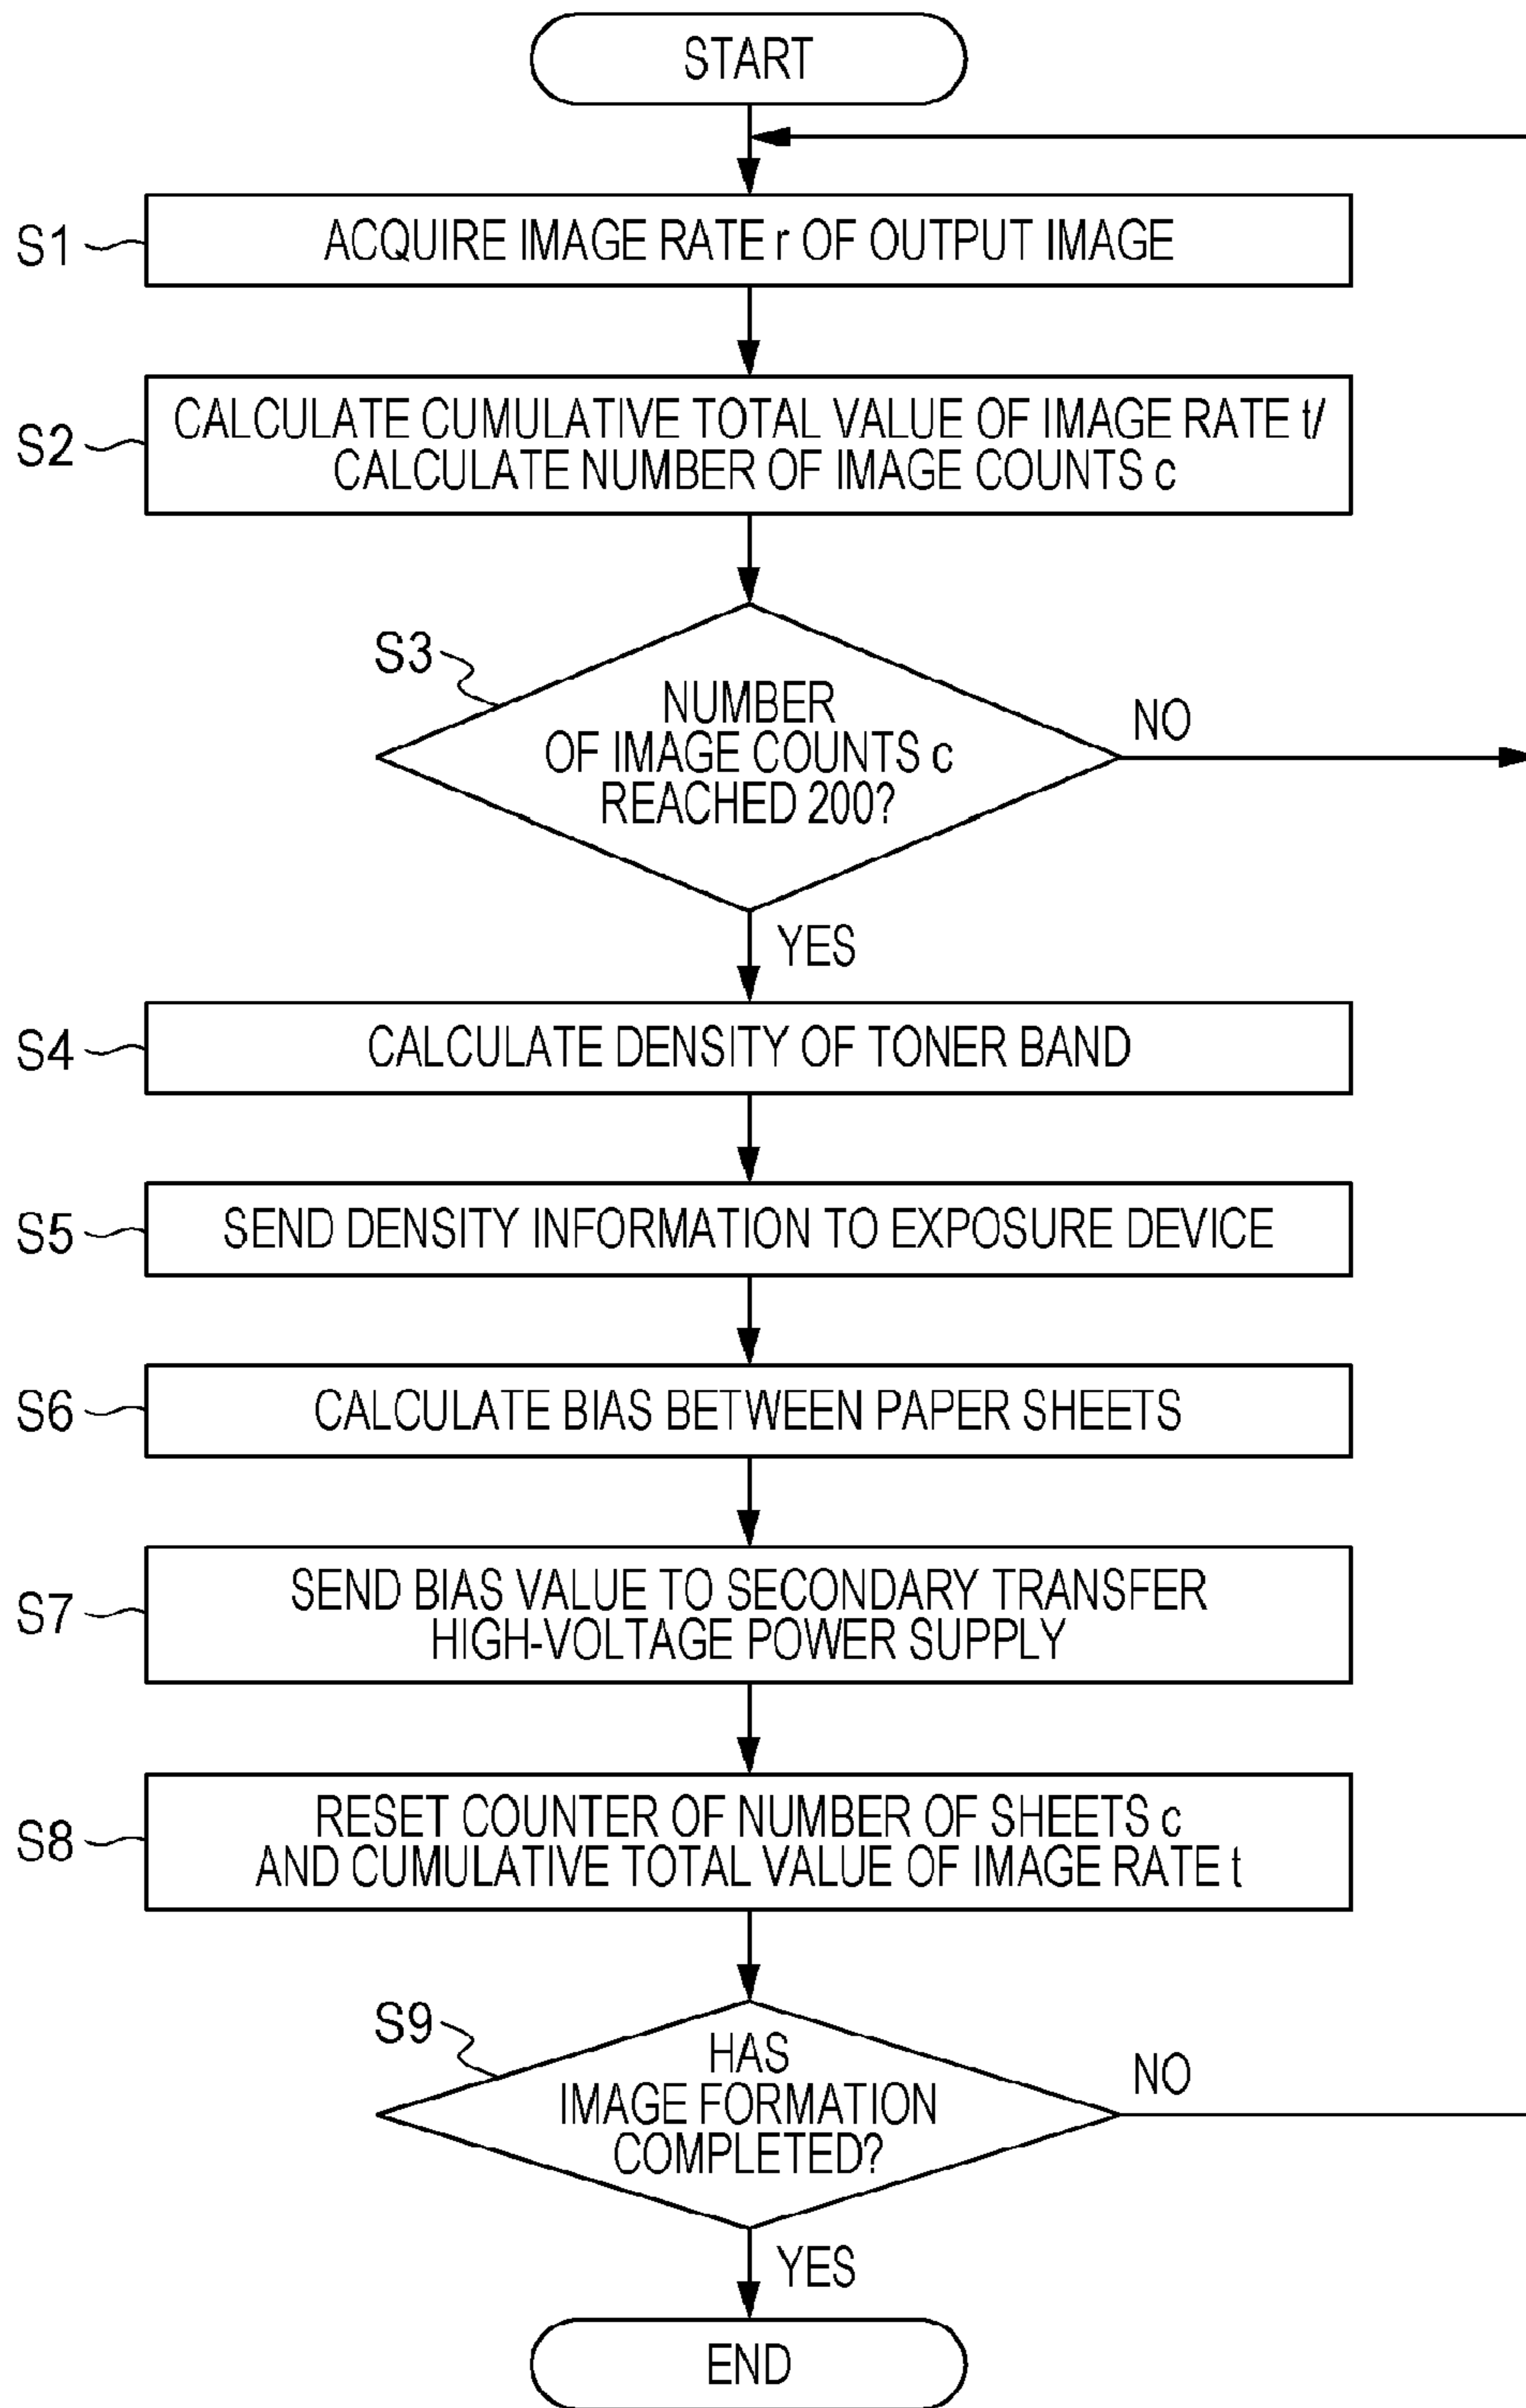 START
S1
ACQUIRE IMAGE RATE r OF OUTPUT IMAGE
S2
CALCULATE CUMULATIVE TOTAL VALUE OF IMAGE RATE t/
CALCULATE NUMBER OF IMAGE COUNTS c
S3
NUMBER
OF IMAGE COUNTS c
REACHED 200?
NO
YES
S4
CALCULATE DENSITY OF TONER BAND
S5
SEND DENSITY INFORMATION TO EXPOSURE DEVICE
S6
CALCULATE BIAS BETWEEN PAPER SHEETS
S7
SEND BIAS VALUE TO SECONDARY TRANSFER
HIGH-VOLTAGE POWER SUPPLY
S8
RESET COUNTER OF NUMBER OF SHEETS c
AND CUMULATIVE TOTAL VALUE OF IMAGE RATE t
S9
HAS
IMAGE FORMATION
COMPLETED?
NO
YES
END